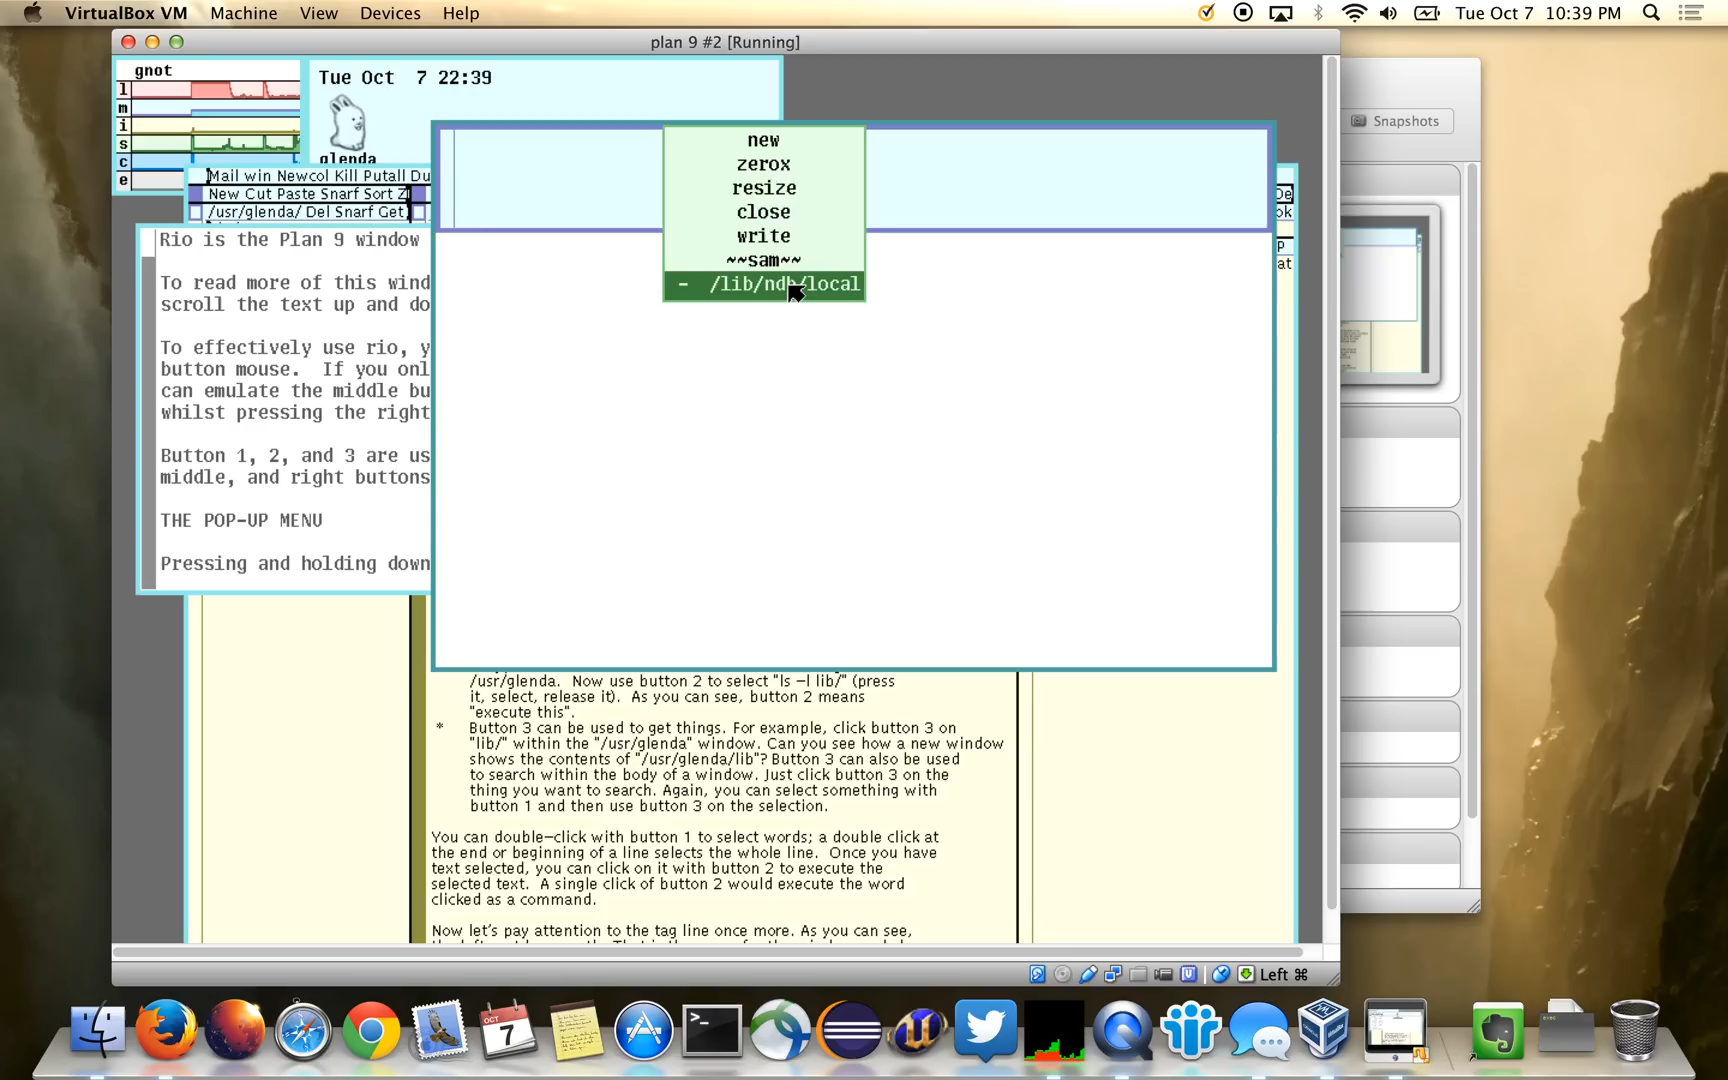 VirtualBox VM Machine View Devices Help
Tue Oct 7 10:39 PM
plan 9 #2 [Running]
gnot
l
m
i
s
c
e
Tue Oct 7 22:39
glenda
Snapshots
Mail win Newcol Kill Putall Du
New Cut Paste Snarf Sort Z
/usr/glenda/ Del Snarf Get
De
ok
P
at
new
zerox
resize
close
write
~~sam~~
- /lib/ndb/local
Rio is the Plan 9 window
To read more of this wind
scroll the text up and do
To effectively use rio, y
button mouse. If you onl
can emulate the middle bu
whilst pressing the right
Button 1, 2, and 3 are us
middle, and right buttons
THE POP-UP MENU
Pressing and holding down
/usr/glenda. Now use button 2 to select "ls -l lib/" (press
it, select, release it). As you can see, button 2 means
"execute this".
* Button 3 can be used to get things. For example, click button 3 on
"lib/" within the "/usr/glenda" window. Can you see how a new window
shows the contents of "/usr/glenda/lib"? Button 3 can also be used
to search within the body of a window. Just click button 3 on the
thing you want to search. Again, you can select something with
button 1 and then use button 3 on the selection.
You can double-click with button 1 to select words; a double click at
the end or beginning of a line selects the whole line. Once you have
text selected, you can click on it with button 2 to execute the
selected text. A single click of button 2 would execute the word
clicked as a command.
Now let's pay attention to the tag line once more. As you can see,
Left ⌘
OCT
7